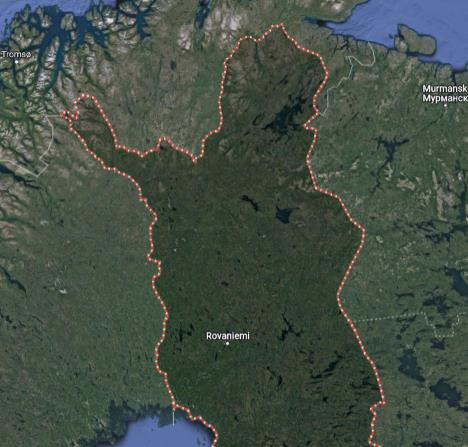 Tromsø
Murmansk
Мурманск
Rovaniemi